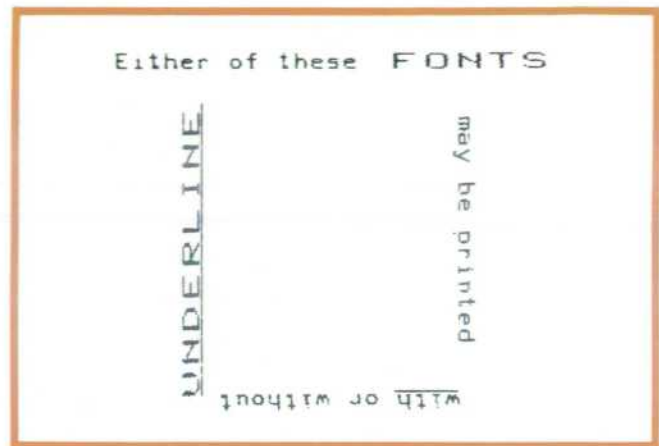 Either of these FONTS
may be printed
with or without
UNDERLINE